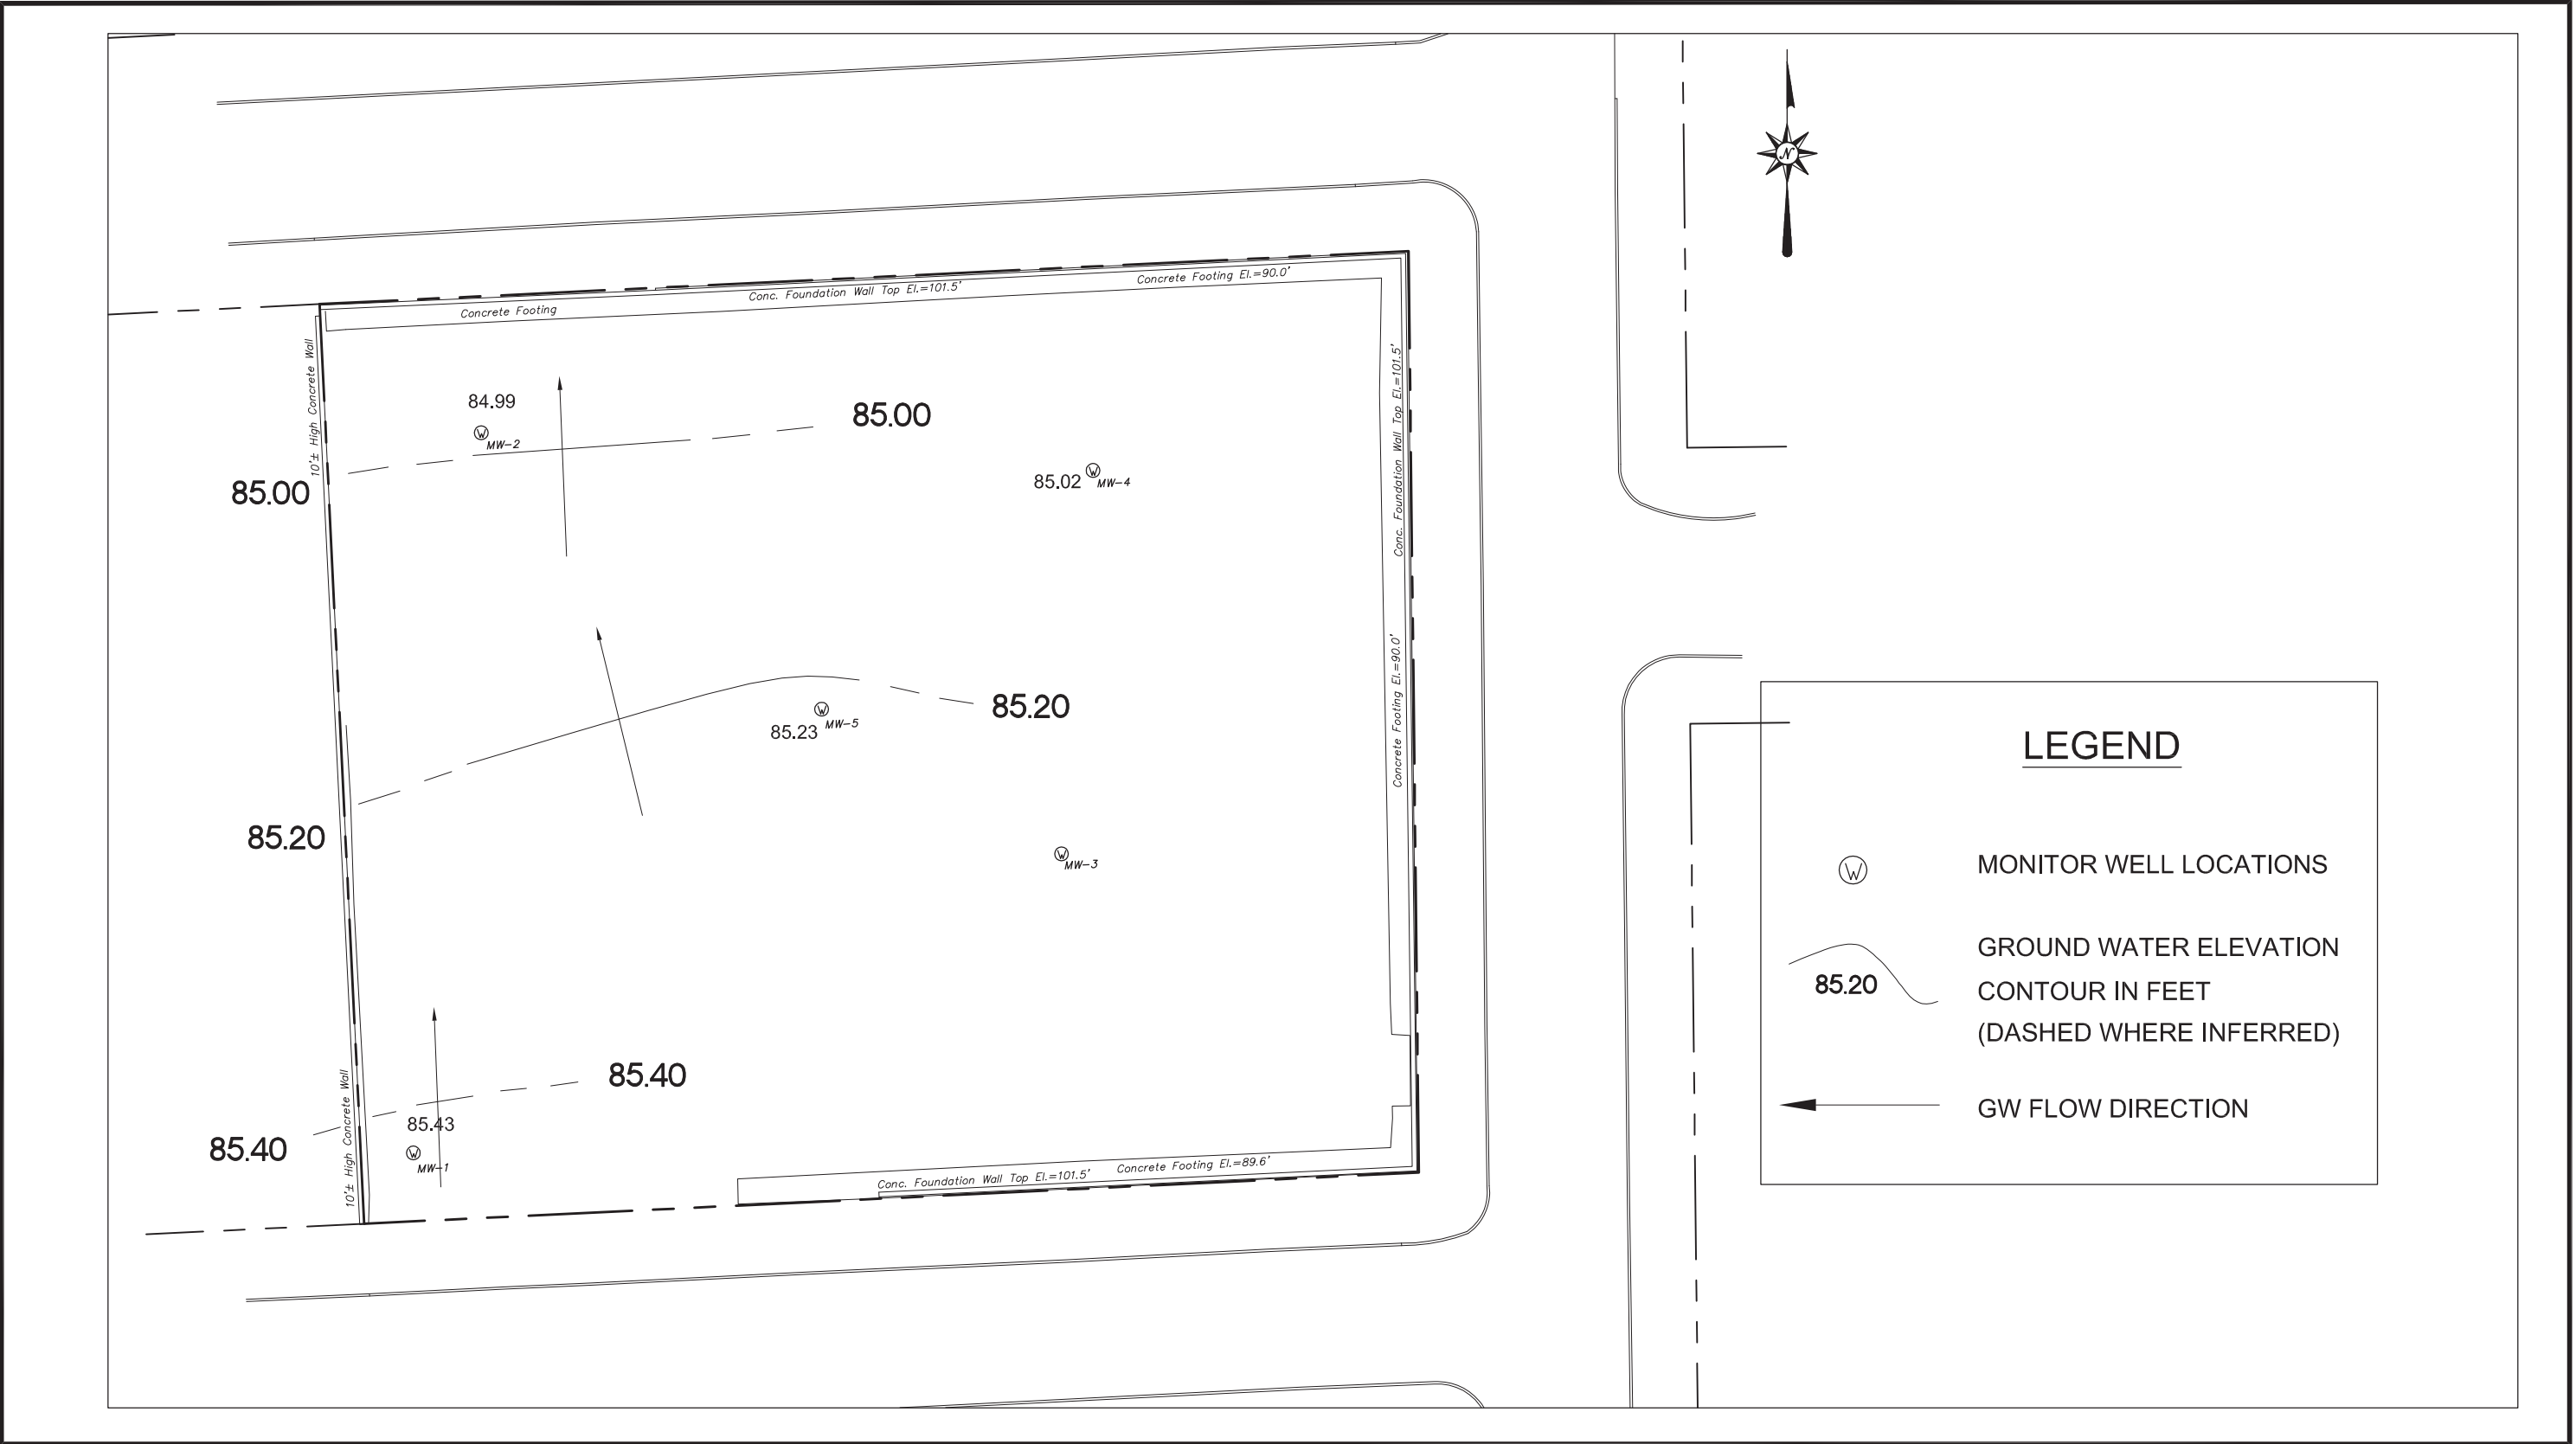 N
Concrete Footing El.=90.0'
Conc. Foundation Wall Top El.=101.5'
Concrete Footing
10'± High Concrete Wall
Conc. Foundation Wall Top El.=101.5'
84.99
W
MW-2
85.00
85.00
85.02
W
MW-4
Concrete Footing El.=90.0'
85.20
W
MW-5
85.23
85.20
W
MW-3
85.40
85.43
85.40
W
MW-1
10'± High Concrete Wall
Conc. Foundation Wall Top El.=101.5'
Concrete Footing El.=89.6'
LEGEND
W
MONITOR WELL LOCATIONS
85.20
GROUND WATER ELEVATION
CONTOUR IN FEET
(DASHED WHERE INFERRED)
GW FLOW DIRECTION